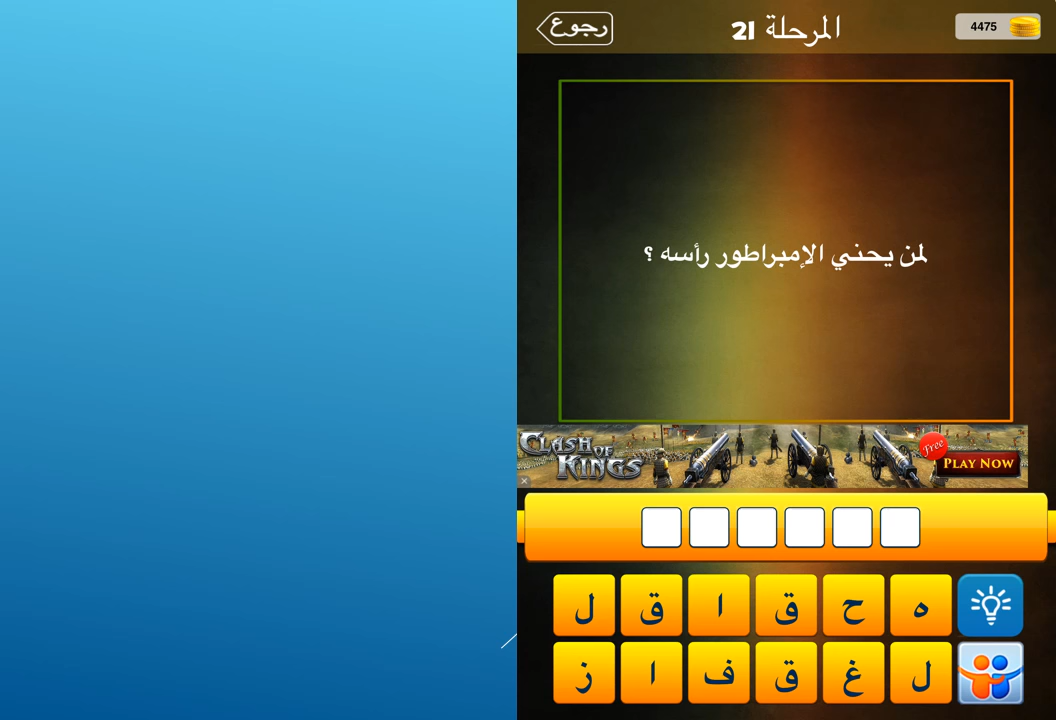 رجوع
المرحلة 21
4475
لمن يحني الإمبراطور رأسه ؟
CLASH OF KINGS
Free
PLAY NOW
ه ح ق ا ق ل
ل غ ق ف ا ز